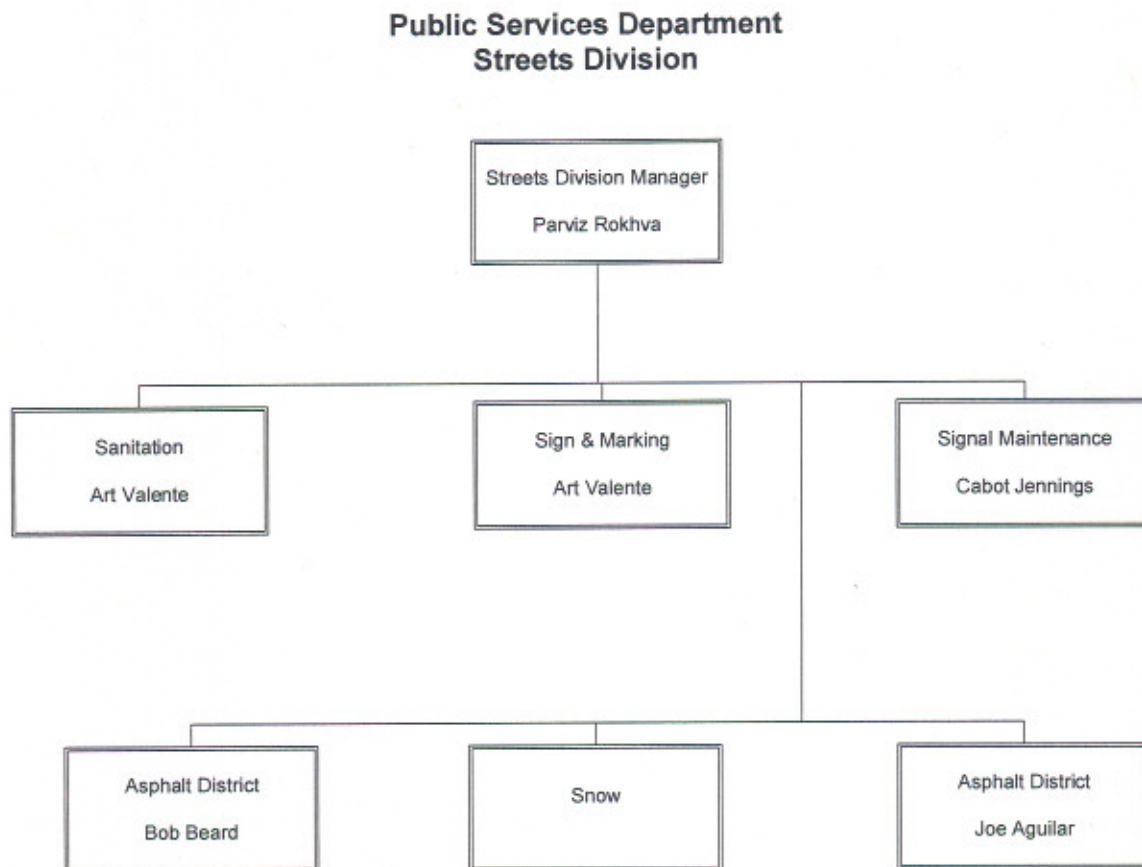 Public Services Department
Streets Division
Streets Division Manager
Parviz Rokhva
Sanitation
Art Valente
Sign & Marking
Art Valente
Signal Maintenance
Cabot Jennings
Asphalt District
Bob Beard
Snow
Asphalt District
Joe Aguilar